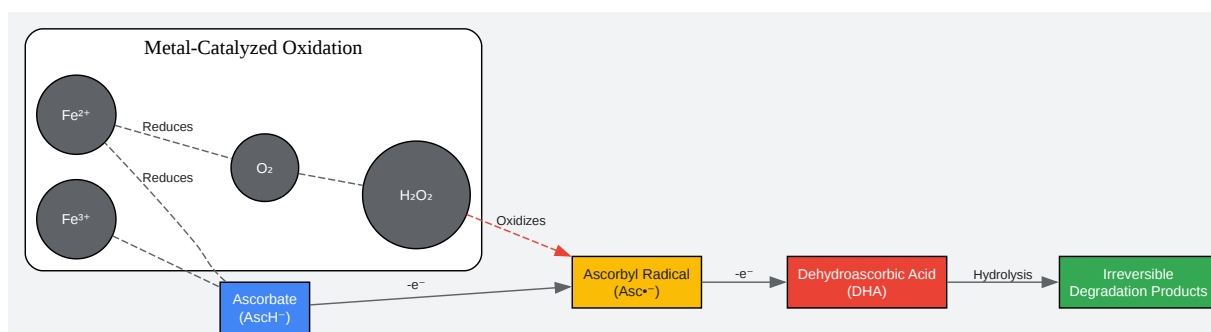 Metal-Catalyzed Oxidation
Fe²⁺
Reduces
O₂
Reduces
H₂O₂
Fe³⁺
Oxidizes
Ascorbate
(AscH⁻)
-e⁻
Ascorbyl Radical
(Asc•⁻)
-e⁻
Dehydroascorbic Acid
(DHA)
Hydrolysis
Irreversible
Degradation Products